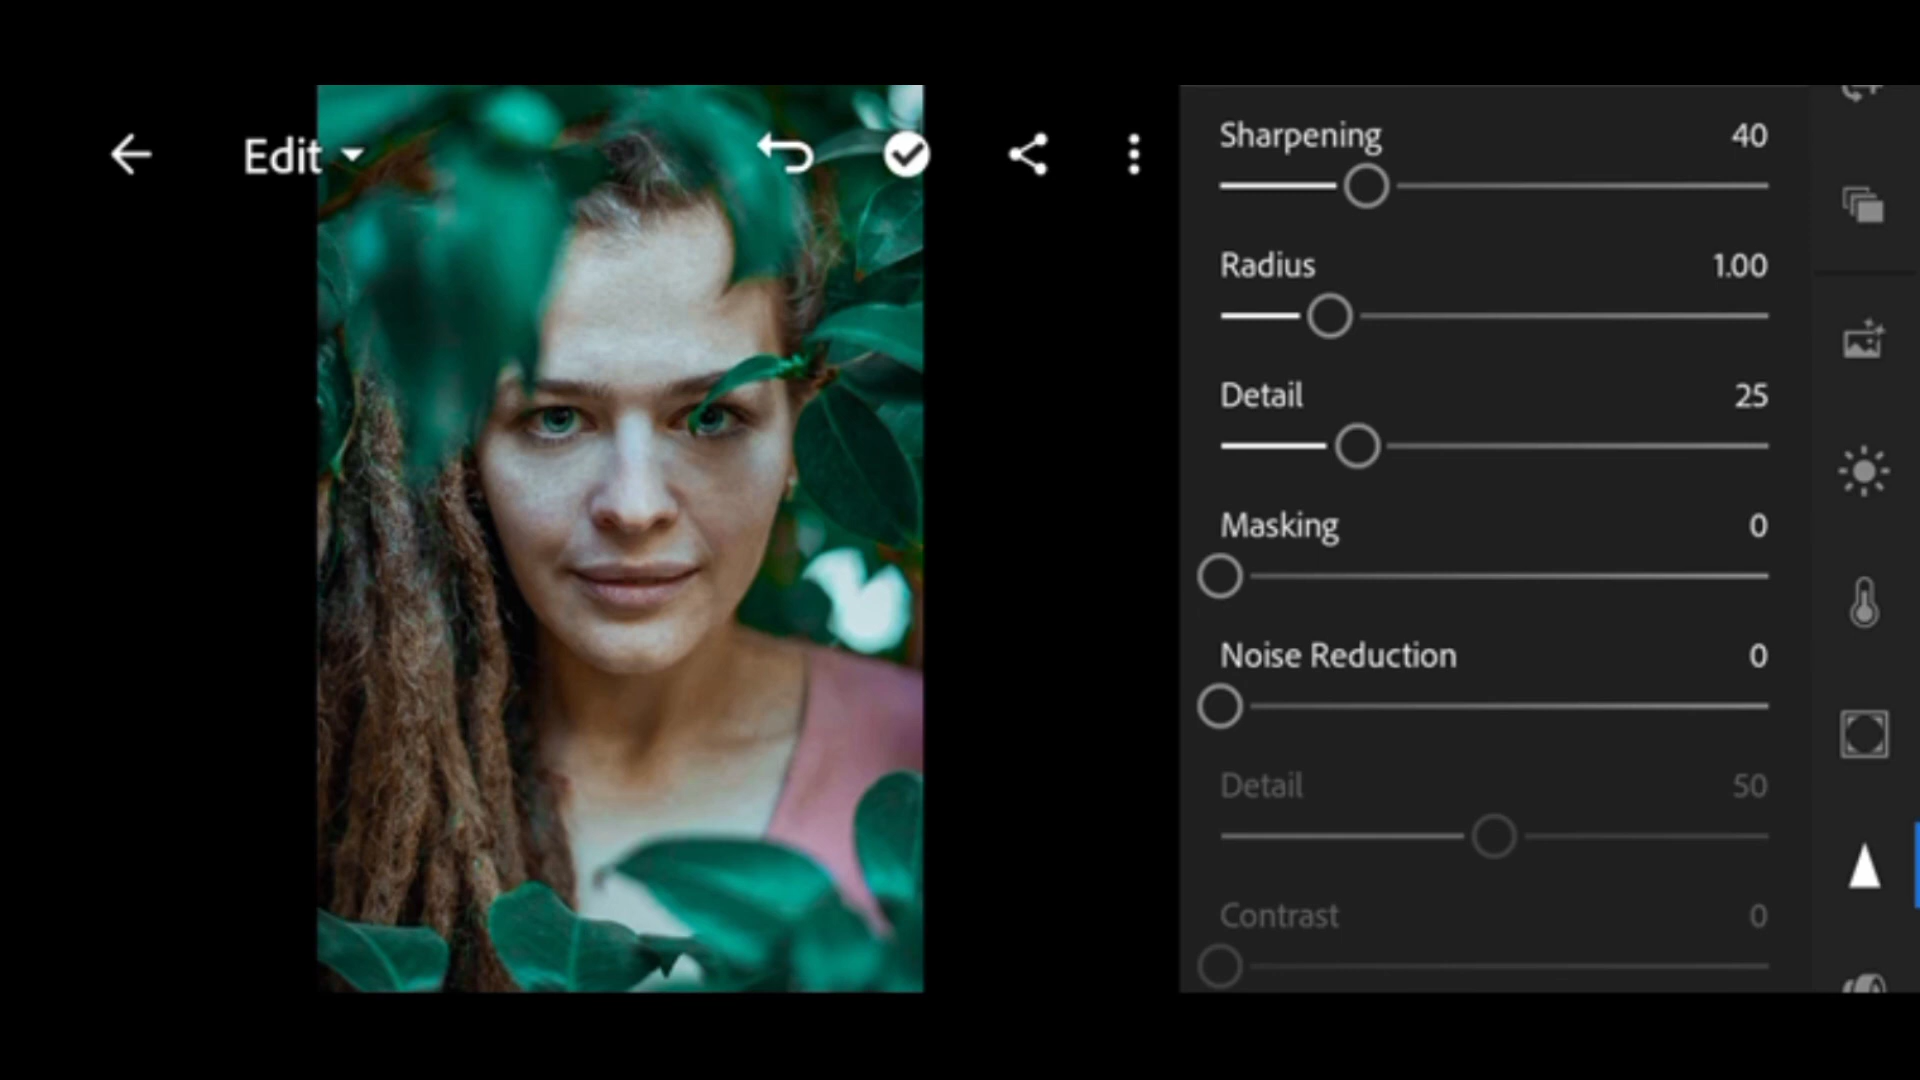 Edit
Sharpening 40
Radius 1.00
Detail 25
Masking 0
Noise Reduction 0
Detail 50
Contrast 0